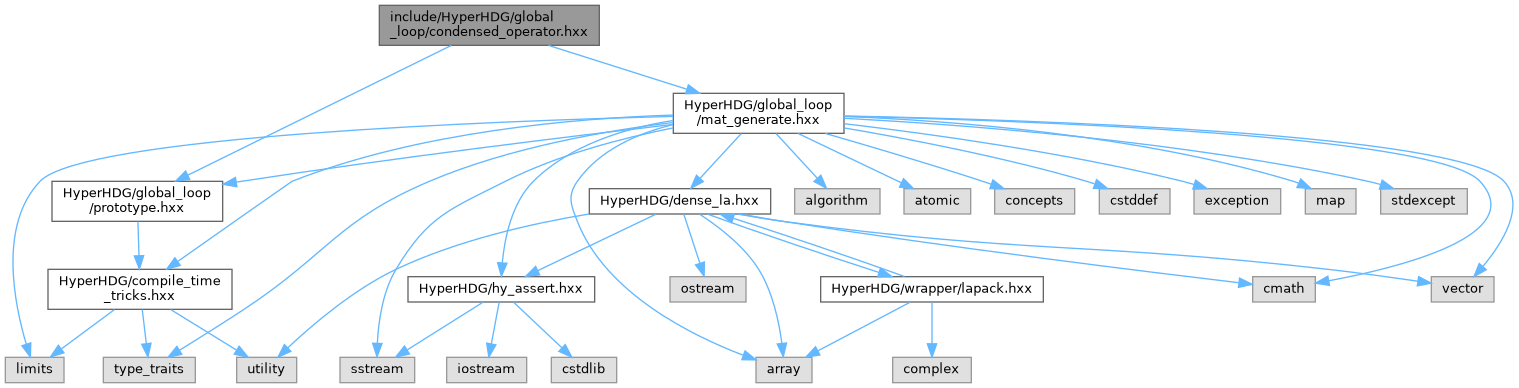 include/HyperHDG/global
_loop/condensed_operator.hxx
HyperHDG/global_loop
/mat_generate.hxx
HyperHDG/global_loop
/prototype.hxx
HyperHDG/dense_la.hxx
algorithm
atomic
concepts
cstddef
exception
map
stdexcept
HyperHDG/compile_time
_tricks.hxx
HyperHDG/hy_assert.hxx
ostream
HyperHDG/wrapper/lapack.hxx
cmath
vector
limits
type_traits
utility
sstream
iostream
cstdlib
array
complex